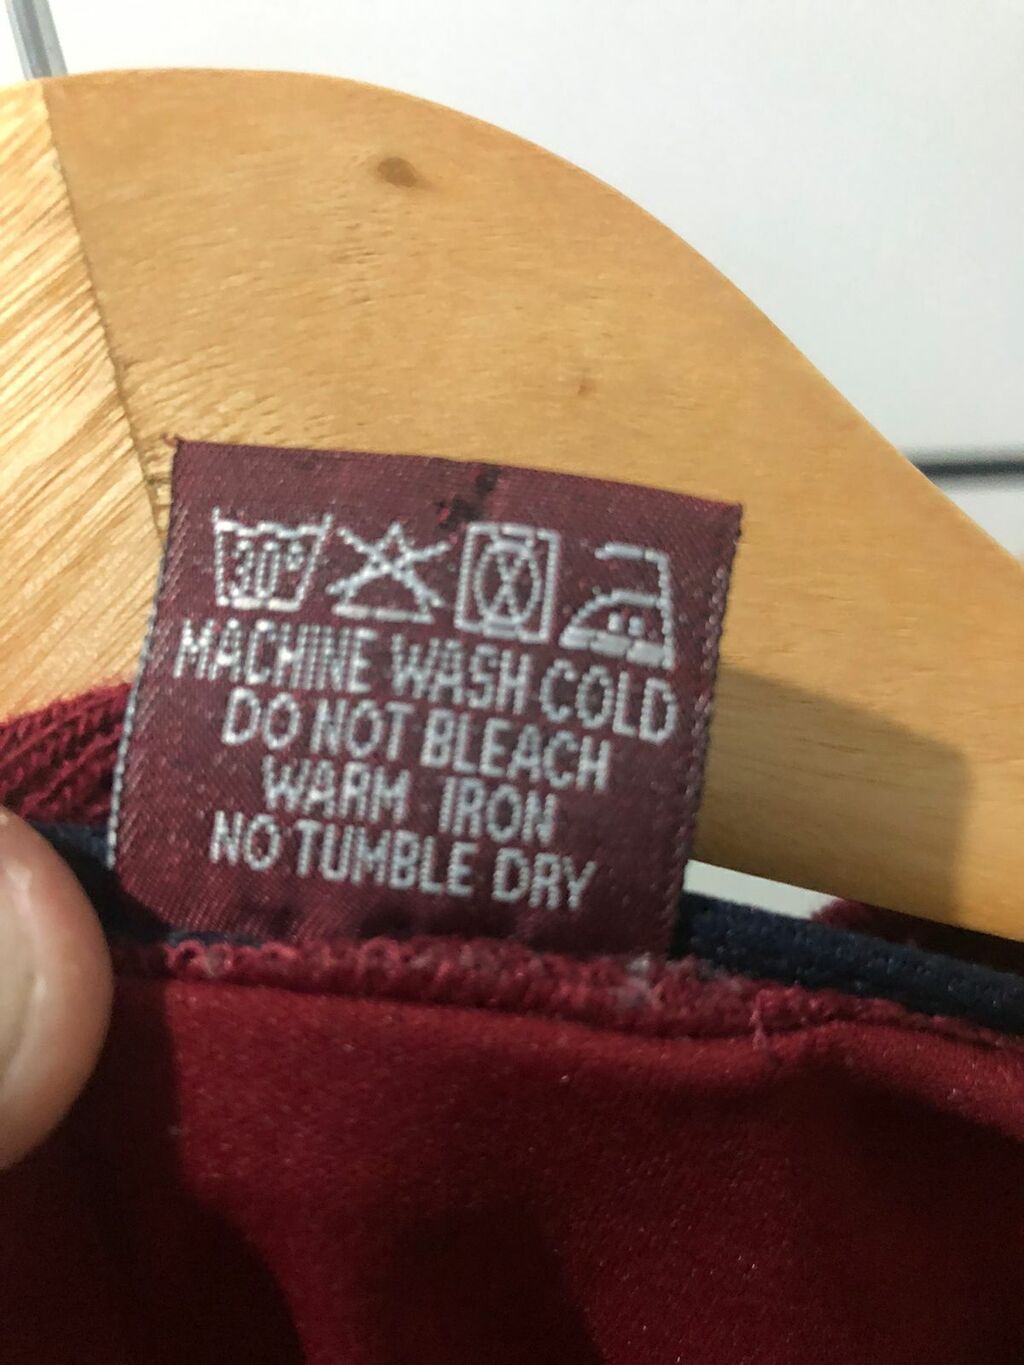 30°
MACHINE WASH COLD
DO NOT BLEACH
WARM IRON
NO TUMBLE DRY